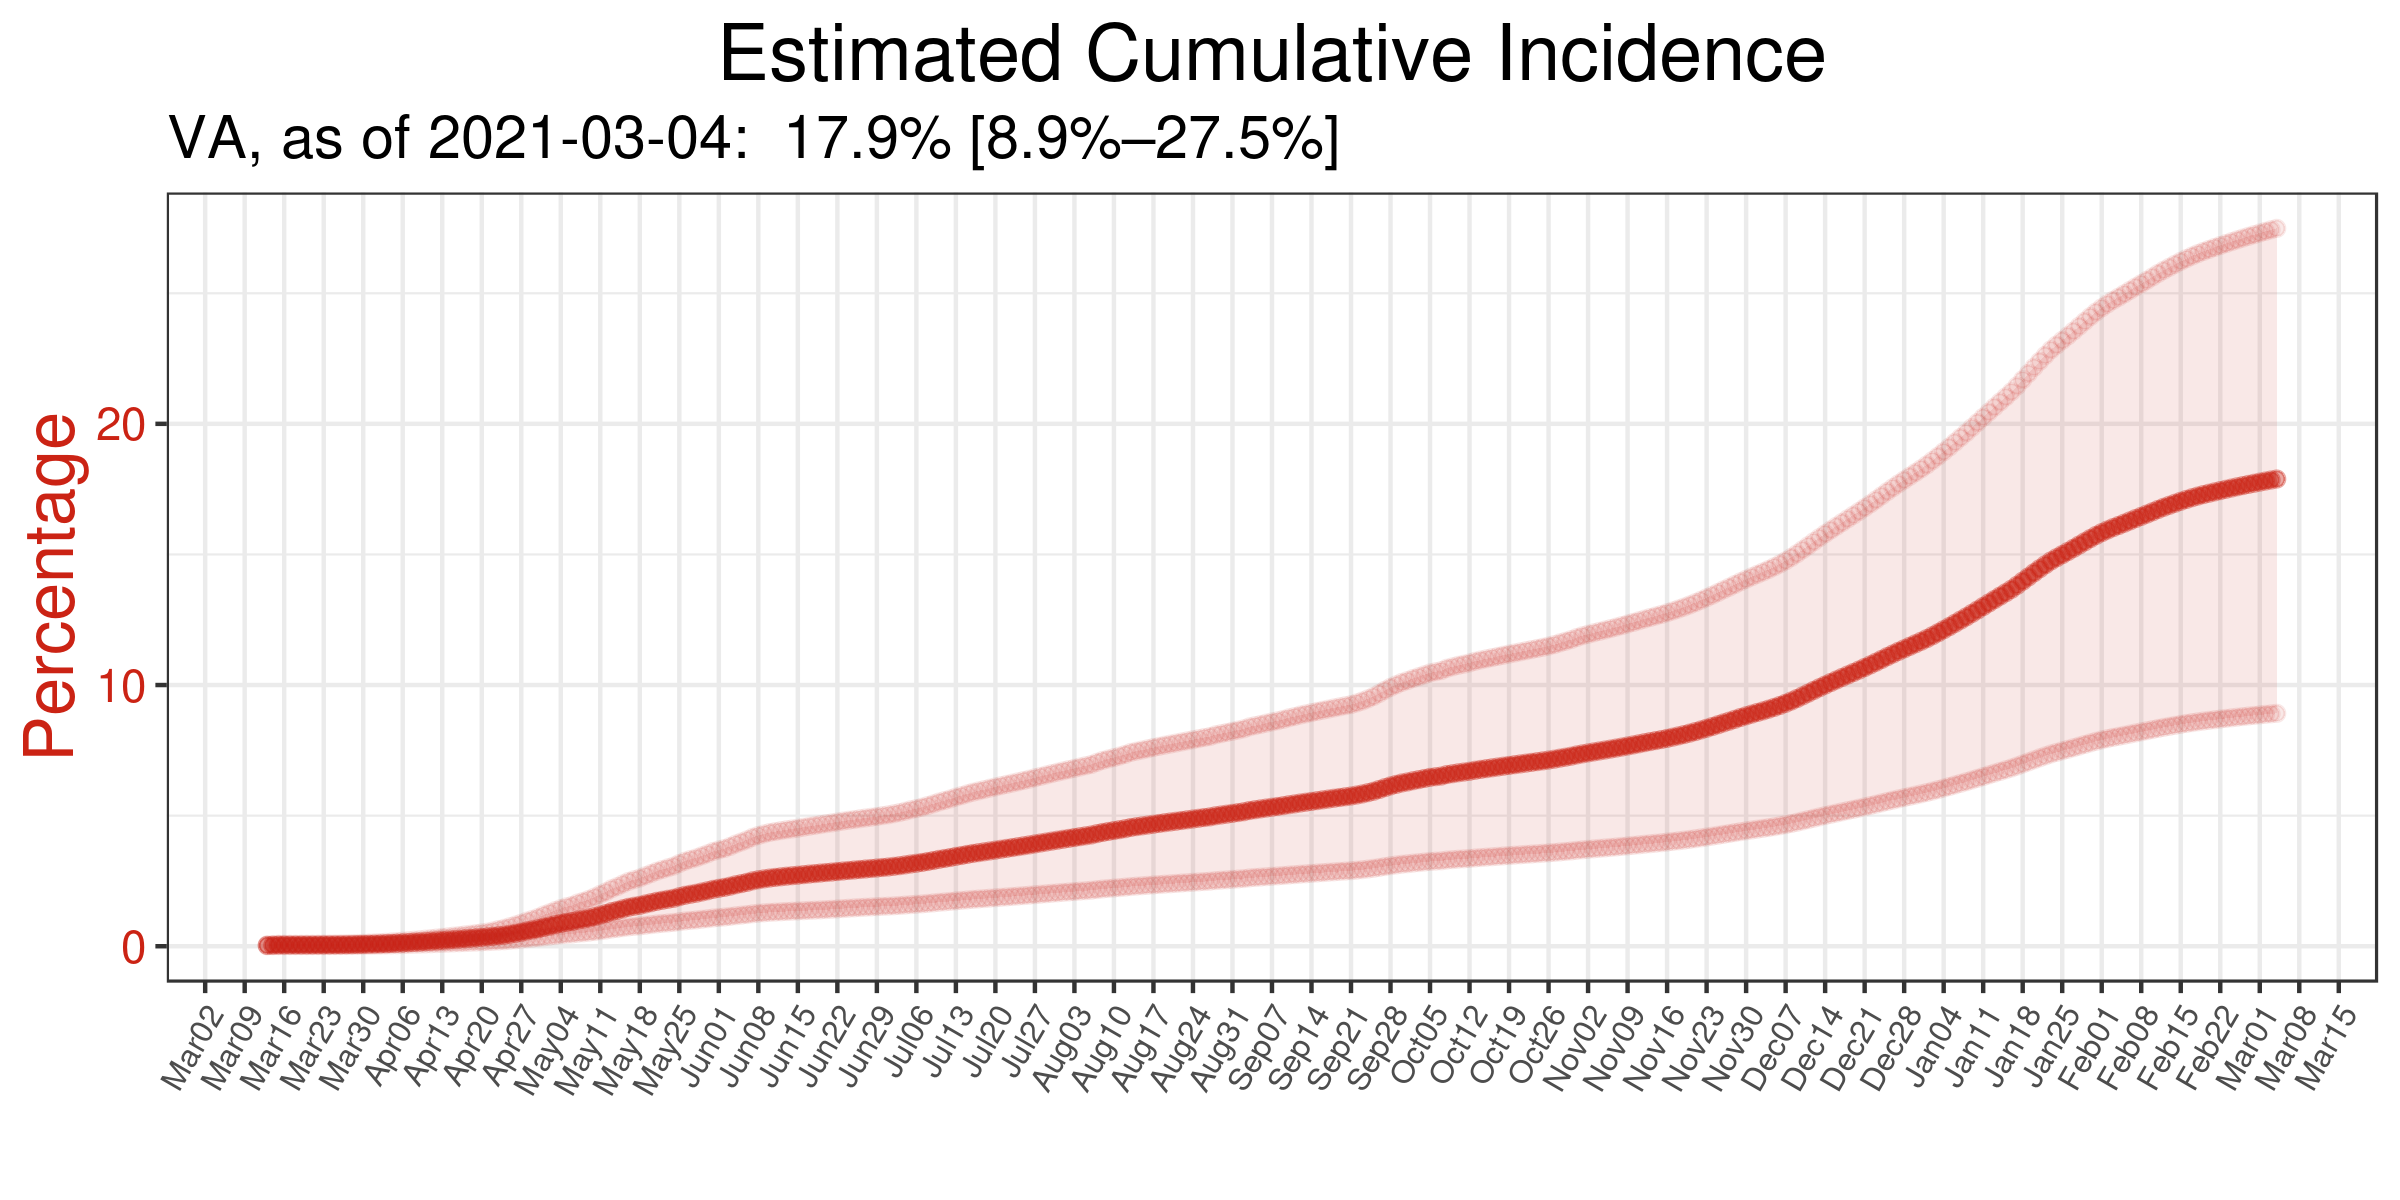 Estimated Cumulative Incidence
VA, as of 2021-03-04:  17.9% [8.9%–27.5%]
Percentage
20
10
0
Mar02
Mar09
Mar16
Mar23
Mar30
Apr06
Apr13
Apr20
Apr27
May04
May11
May18
May25
Jun01
Jun08
Jun15
Jun22
Jun29
Jul06
Jul13
Jul20
Jul27
Aug03
Aug10
Aug17
Aug24
Aug31
Sep07
Sep14
Sep21
Sep28
Oct05
Oct12
Oct19
Oct26
Nov02
Nov09
Nov16
Nov23
Nov30
Dec07
Dec14
Dec21
Dec28
Jan04
Jan11
Jan18
Jan25
Feb01
Feb08
Feb15
Feb22
Mar01
Mar08
Mar15